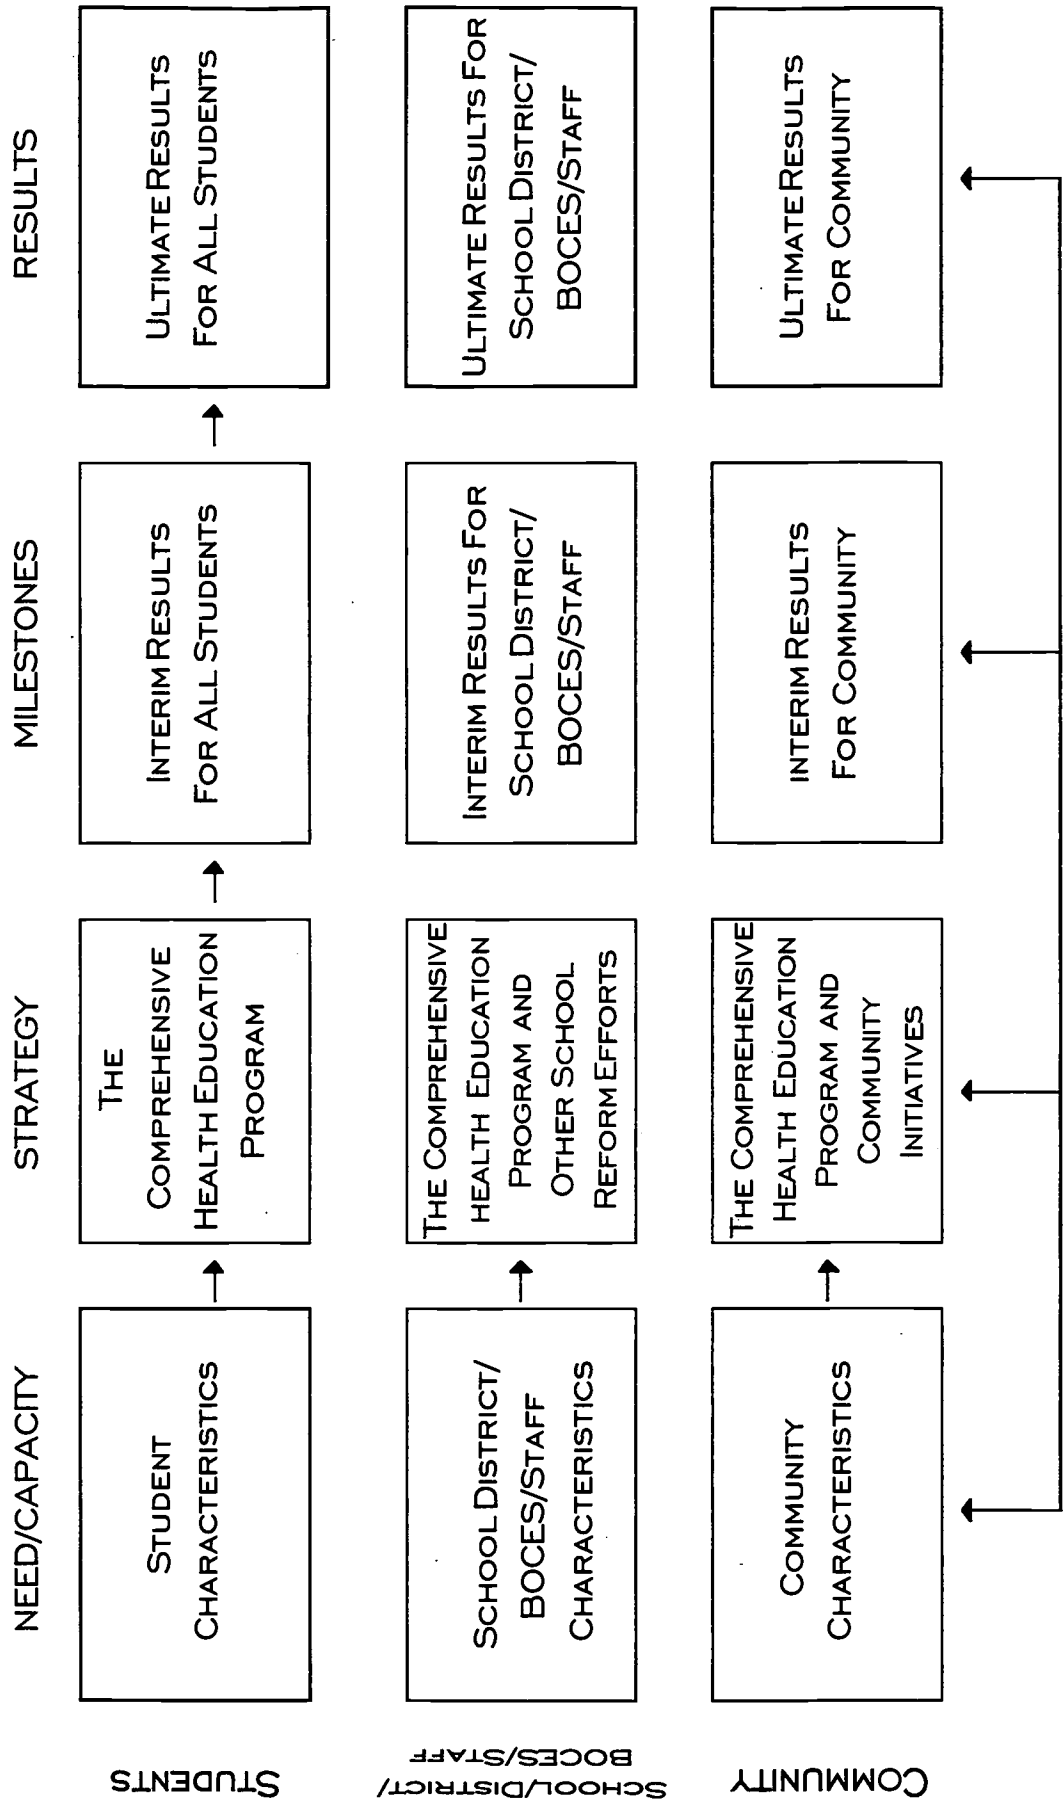 NEED/CAPACITY
STRATEGY
MILESTONES
RESULTS
STUDENTS
STUDENT
CHARACTERISTICS
THE
COMPREHENSIVE
HEALTH EDUCATION
PROGRAM
INTERIM RESULTS
FOR ALL STUDENTS
ULTIMATE RESULTS
FOR ALL STUDENTS
SCHOOL/DISTRICT/
BOCES/STAFF
SCHOOL DISTRICT/
BOCES/STAFF
CHARACTERISTICS
THE COMPREHENSIVE
HEALTH EDUCATION
PROGRAM AND
OTHER SCHOOL
REFORM EFFORTS
INTERIM RESULTS FOR
SCHOOL DISTRICT/
BOCES/STAFF
ULTIMATE RESULTS FOR
SCHOOL DISTRICT/
BOCES/STAFF
COMMUNITY
COMMUNITY
CHARACTERISTICS
THE COMPREHENSIVE
HEALTH EDUCATION
PROGRAM AND
COMMUNITY
INITIATIVES
INTERIM RESULTS
FOR COMMUNITY
ULTIMATE RESULTS
FOR COMMUNITY